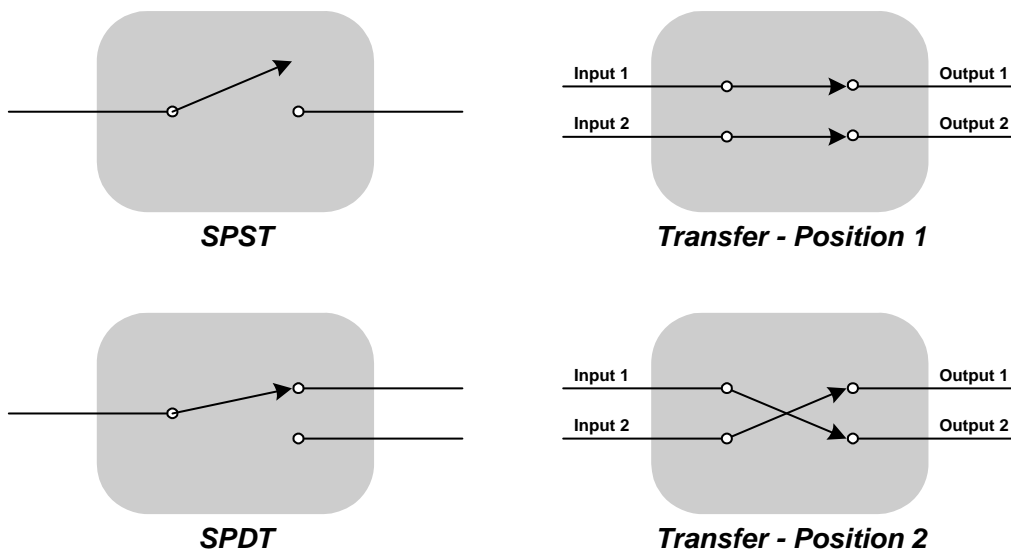 Input 1
Output 1
Input 2
Output 2
SPST
Transfer - Position 1
Input 1
Output 1
Input 2
Output 2
SPDT
Transfer - Position 2